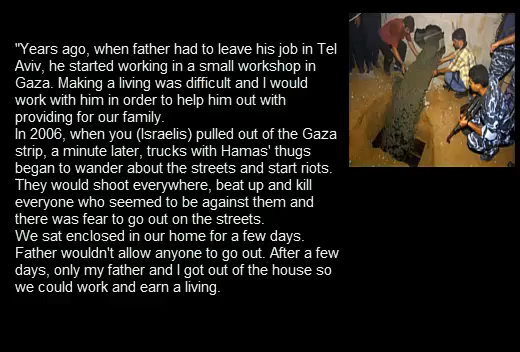 "Years ago, when father had to leave his job in Tel
Aviv, he started working in a small workshop in
Gaza. Making a living was difficult and I would
work with him in order to help him out with
providing for our family.
In 2006, when you (Israelis) pulled out of the Gaza
strip, a minute later, trucks with Hamas' thugs
began to wander about the streets and start riots.
They would shoot everywhere, beat up and kill
everyone who seemed to be against them and
there was fear to go out on the streets.
We sat enclosed in our home for a few days.
Father wouldn't allow anyone to go out. After a few
days, only my father and I got out of the house so
we could work and earn a living.